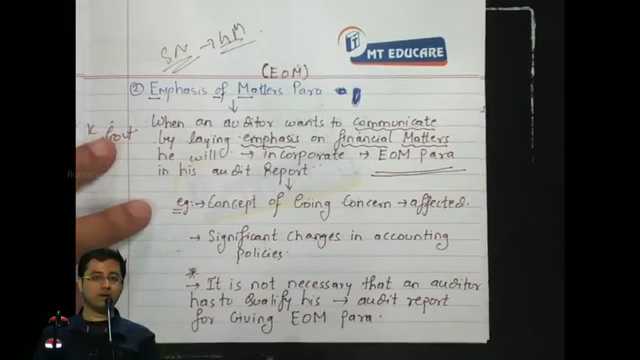 SN → hM
MT EDUCARE
(EOM)
② Emphasis of Matters Para
When an auditor wants to communicate
by laying emphasis on financial Matters
he will → incorporate → EOM Para
in his audit Report.
eg:→ Concept of Going Concern → affected.
→ Significant changes in accounting
policies.
* → It is not necessary that an auditor
has to Qualify his → audit report
for Giving EOM para.